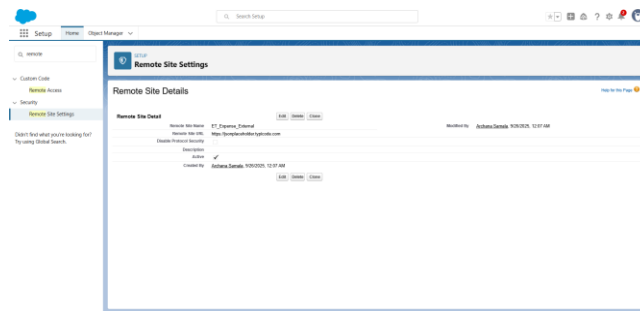 Search Setup
Setup Home Object Manager
remote
Custom Code
Remote Access
Security
Remote Site Settings
Didn't find what you're looking for?
Try using Global Search.
SETUP
Remote Site Settings
Remote Site Details
Help for this Page
Remote Site Detail
Edit Delete Clone
Remote Site Name ET_Expense_External
Modified By Archana Samala, 9/26/2025, 12:57 AM
Remote Site URL https://jsonplaceholder.typicode.com
Disable Protocol Security
Description
Active
Created By Archana Samala, 9/26/2025, 12:57 AM
Edit Delete Clone